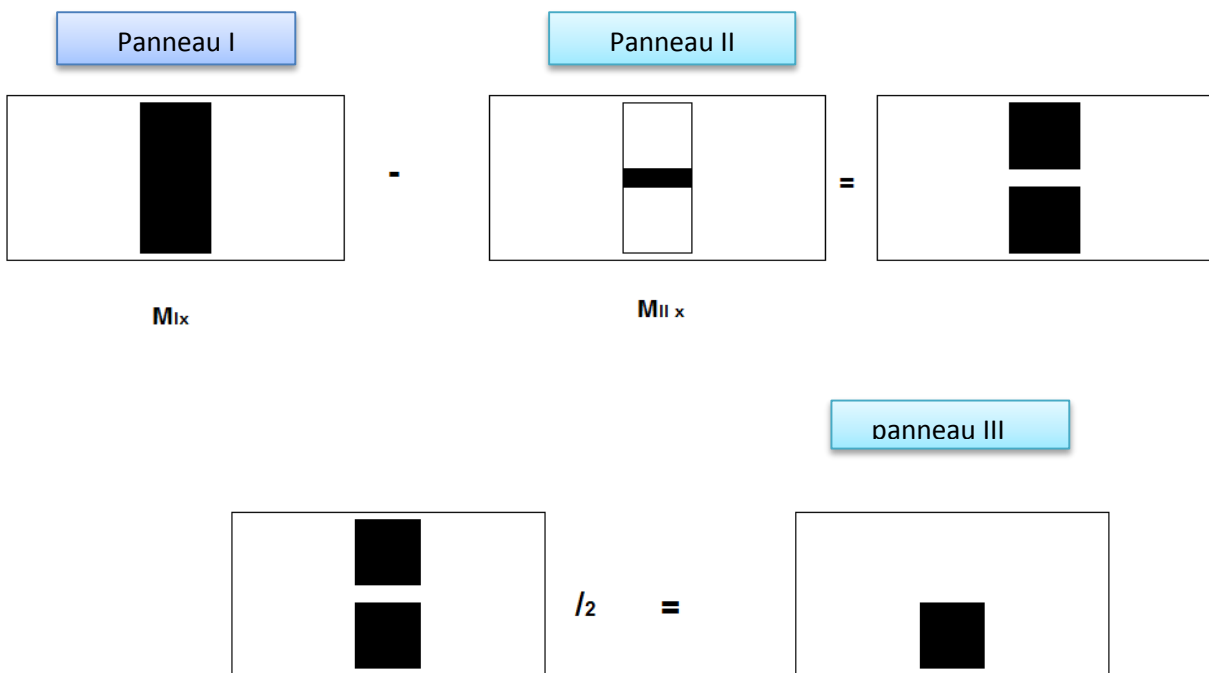 Panneau I
Panneau II
-
=
MIx
MII x
panneau III
/2 =